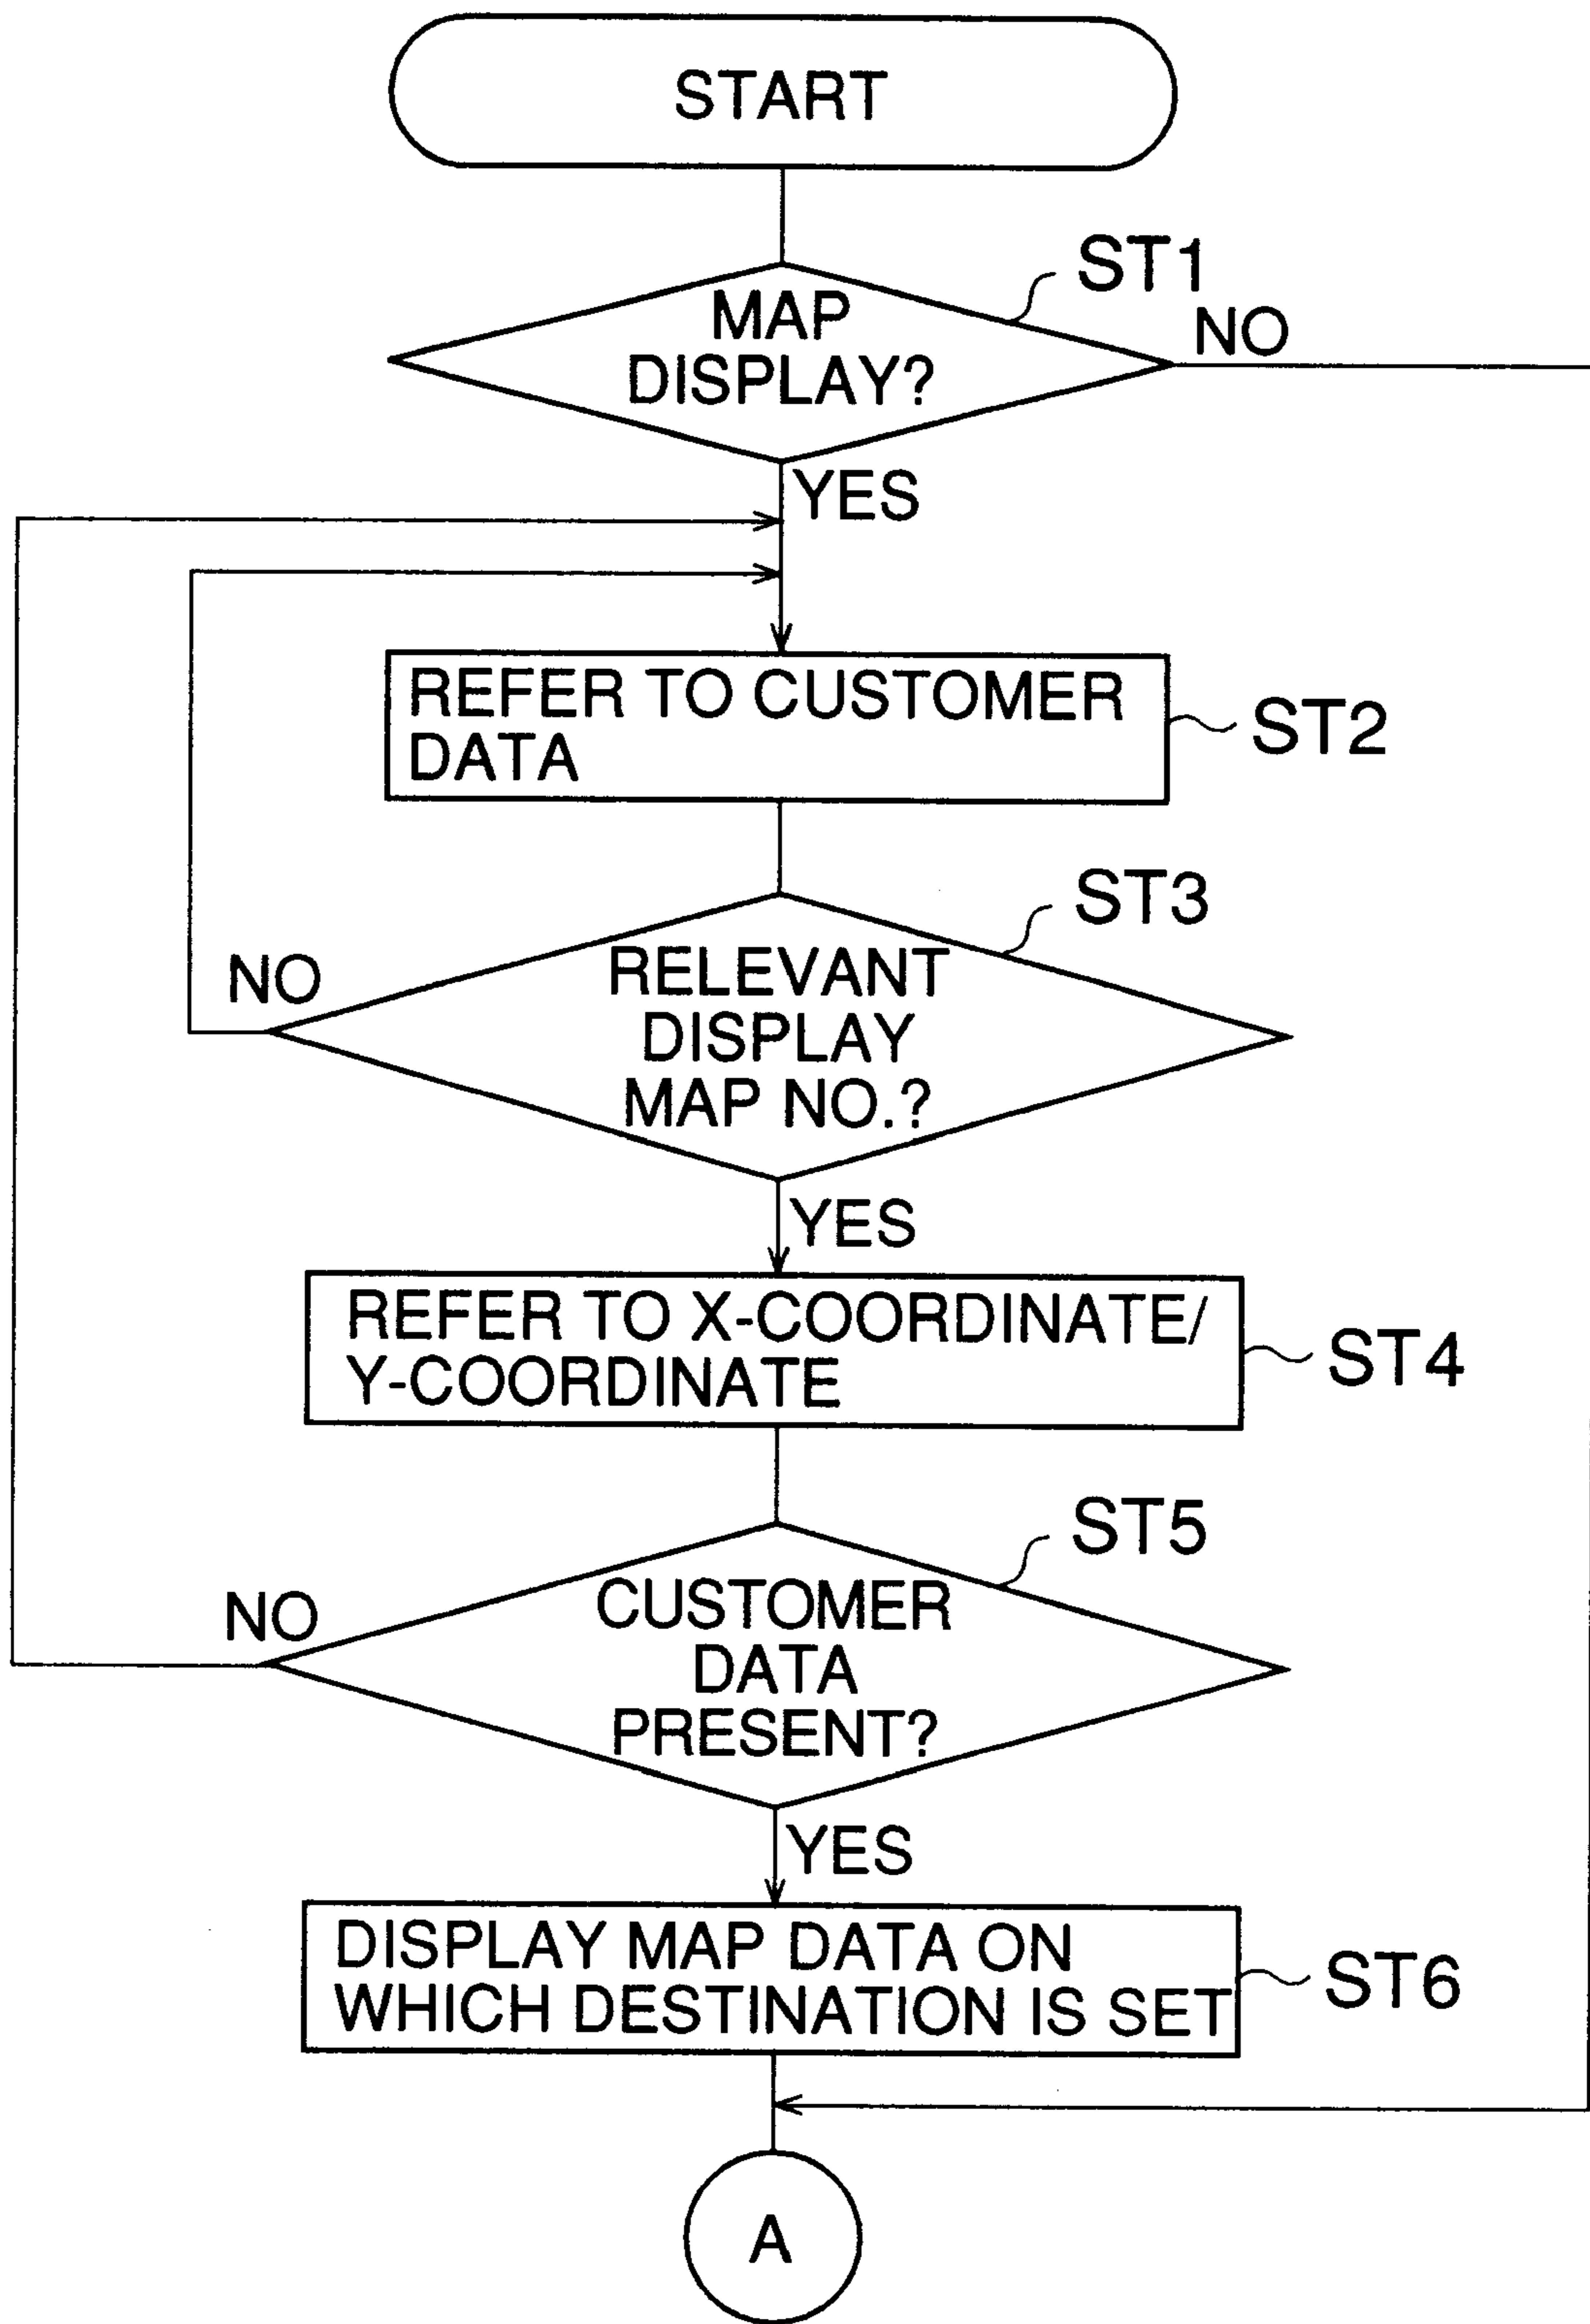 START
ST1
MAP
DISPLAY?
NO
YES
REFER TO CUSTOMER
DATA
ST2
ST3
NO
RELEVANT
DISPLAY
MAP NO.?
YES
REFER TO X-COORDINATE/
Y-COORDINATE
ST4
ST5
NO
CUSTOMER
DATA
PRESENT?
YES
DISPLAY MAP DATA ON
WHICH DESTINATION IS SET
ST6
A